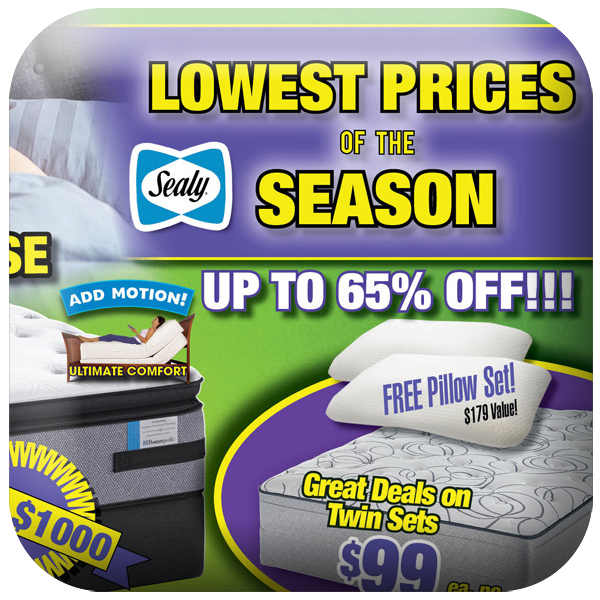 LOWEST PRICES
OF THE
Sealy
SEASON
SE
ADD MOTION!
UP TO 65% OFF!!!
ULTIMATE COMFORT
FREE Pillow Set!
$179 Value!
Great Deals on
Twin Sets
$1000
$99